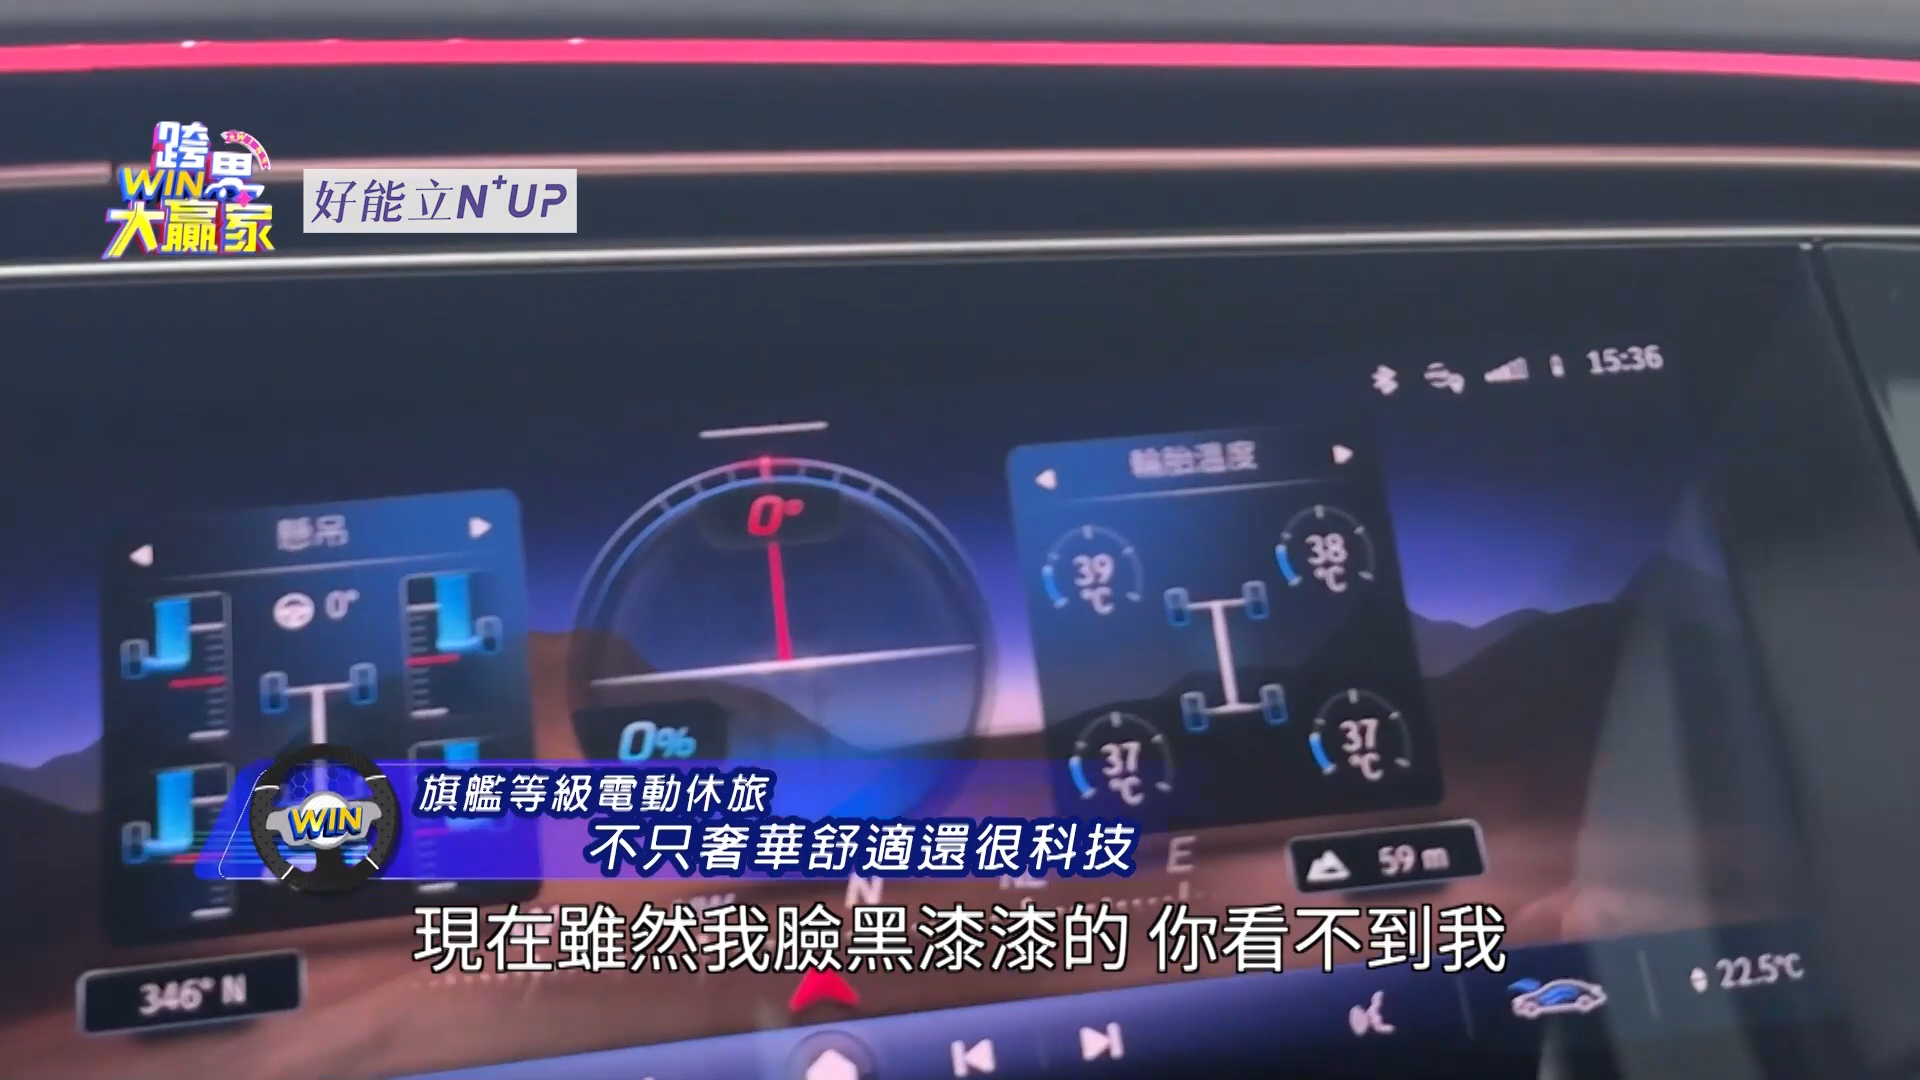 跨界
WIN
大贏家
好能立N+UP
15:36
懸吊
0°
0°
0%
輪胎溫度
39
°C
38
°C
37
°C
37
°C
WIN
旗艦等級電動休旅
不只奢華舒適還很科技
N
E
59 m
現在雖然我臉黑漆漆的 你看不到我
346° N
22.5°C